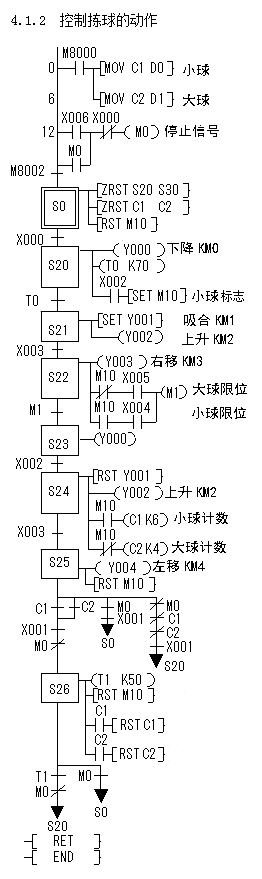 4.1.2 控制拣球的动作
M8000
0 [MOV C1 D0] 小球
6 [MOV C2 D1] 大球
X006 X000
12 (M0) 停止信号
M0
M8002
[ZRST S20 S30]
S0 [ZRST C1 C2]
[RST M10]
X000
(Y000) 下降 KM0
S20 (T0 K70)
X002
T0 [SET M10] 小球标志
[SET Y001] 吸合 KM1
S21 (Y002) 上升 KM2
X003
(Y003) 右移 KM3
S22 M10 X005 (M1) 大球限位
M10 X004 小球限位
M1
S23 (Y000)
X002
[RST Y001]
S24 (Y002) 上升 KM2
M10
(C1 K6) 小球计数
X003 M10
(C2 K4) 大球计数
S25 (Y004) 左移 KM4
[RST M10]
C1 C2 M0 M0
X001 X001 C1
M0 S0 C2
X001
S20
(T1 K50)
S26 [RST M10]
C1
[RST C1]
C2
[RST C2]
T1 M0
M0
S20 S0
[ RET ]
[ END ]